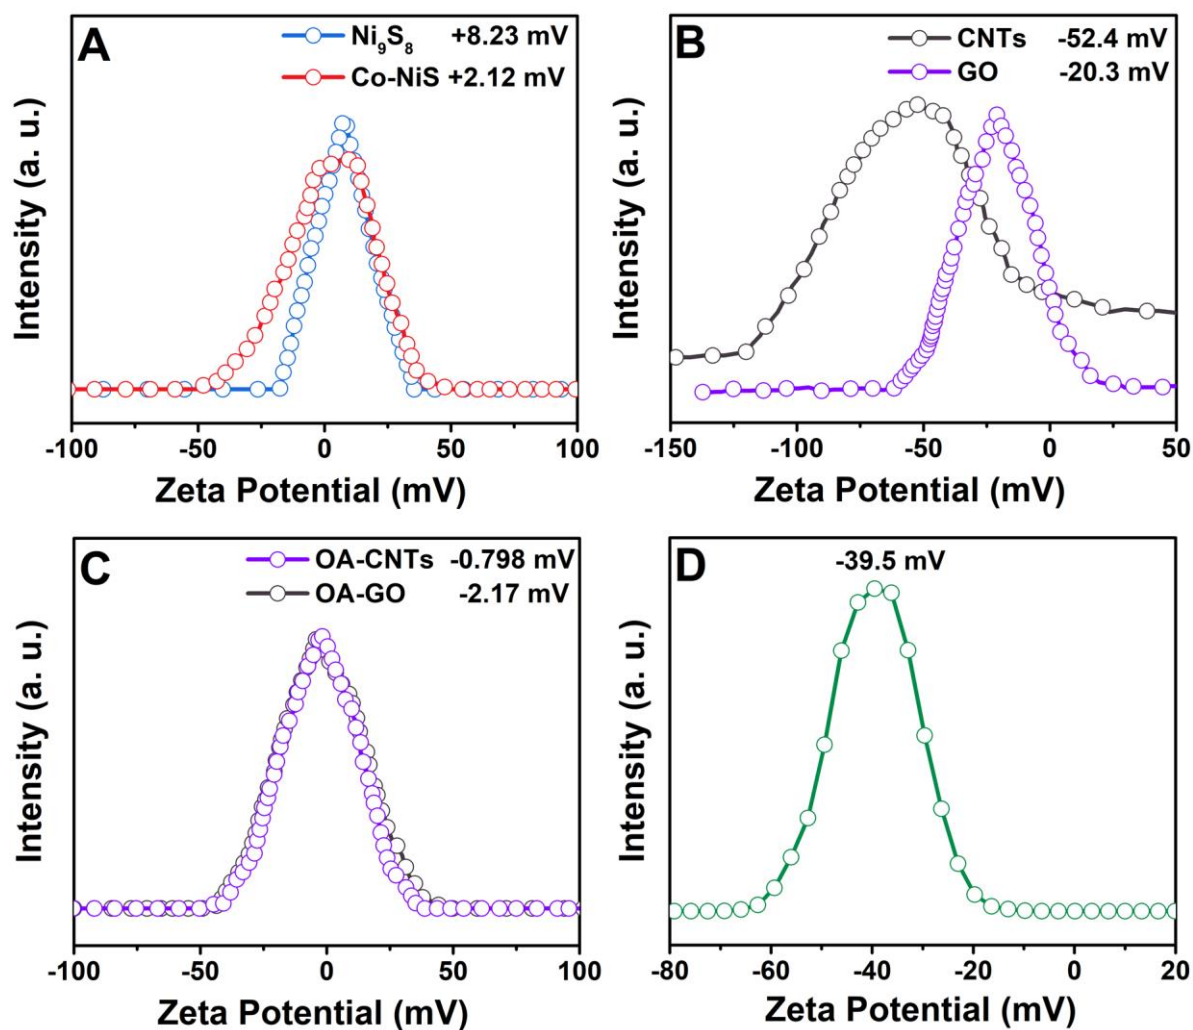 A
Ni₉S₈ +8.23 mV
Co-NiS +2.12 mV
Intensity (a. u.)
-100 -50 0 50 100
Zeta Potential (mV)
B
CNTs -52.4 mV
GO -20.3 mV
Intensity (a. u.)
-150 -100 -50 0 50
Zeta Potential (mV)
C
OA-CNTs -0.798 mV
OA-GO -2.17 mV
Intensity (a. u.)
-100 -50 0 50 100
Zeta Potential (mV)
D
-39.5 mV
Intensity (a. u.)
-80 -60 -40 -20 0 20
Zeta Potential (mV)